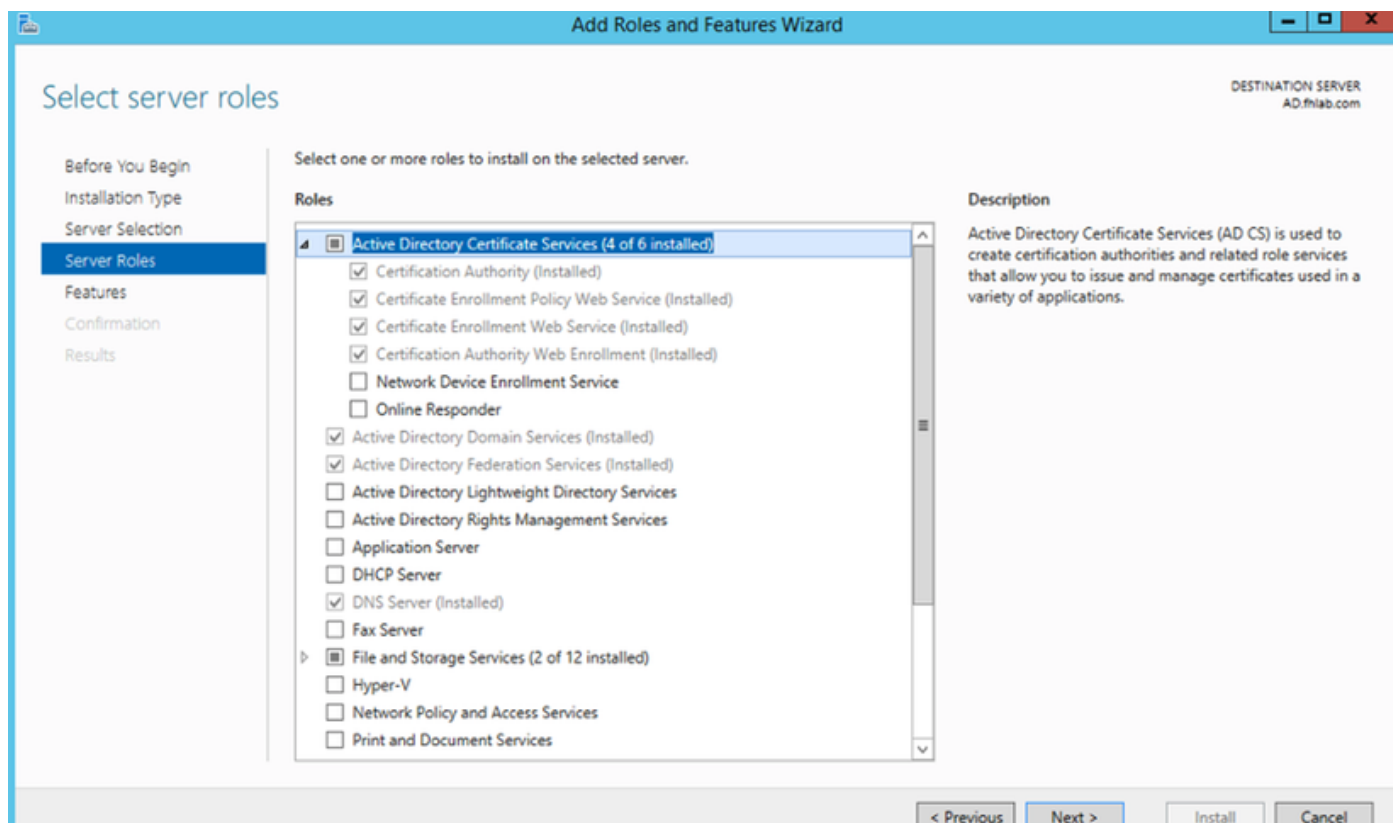 Add Roles and Features Wizard
Select server roles
DESTINATION SERVER
AD.fhlab.com
Before You Begin
Installation Type
Server Selection
Server Roles
Features
Confirmation
Results
Select one or more roles to install on the selected server.
Roles
Active Directory Certificate Services (4 of 6 installed)
Certification Authority (Installed)
Certificate Enrollment Policy Web Service (Installed)
Certificate Enrollment Web Service (Installed)
Certification Authority Web Enrollment (Installed)
Network Device Enrollment Service
Online Responder
Active Directory Domain Services (Installed)
Active Directory Federation Services (Installed)
Active Directory Lightweight Directory Services
Active Directory Rights Management Services
Application Server
DHCP Server
DNS Server (Installed)
Fax Server
File and Storage Services (2 of 12 installed)
Hyper-V
Network Policy and Access Services
Print and Document Services
Description
Active Directory Certificate Services (AD CS) is used to
create certification authorities and related role services
that allow you to issue and manage certificates used in a
variety of applications.
< Previous
Next >
Install
Cancel